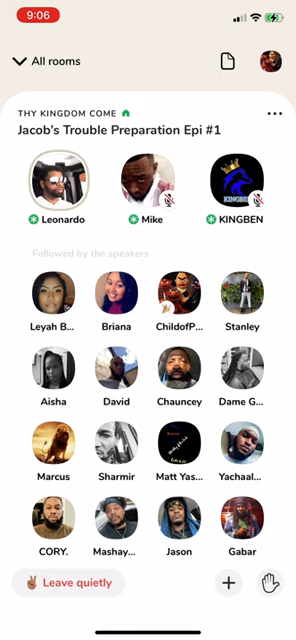 9:06
All rooms
THY KINGDOM COME
Jacob's Trouble Preparation Epi #1
KINGBEN
Leonardo
Mike
KINGBEN
Followed by the speakers
Leyah B...
Briana
ChildofP...
Stanley
Aisha
David
Chauncey
Dame G...
Marcus
Sharmir
Matt Yas...
Yachaal...
CORY.
Mashay...
Jason
Gabar
Leave quietly